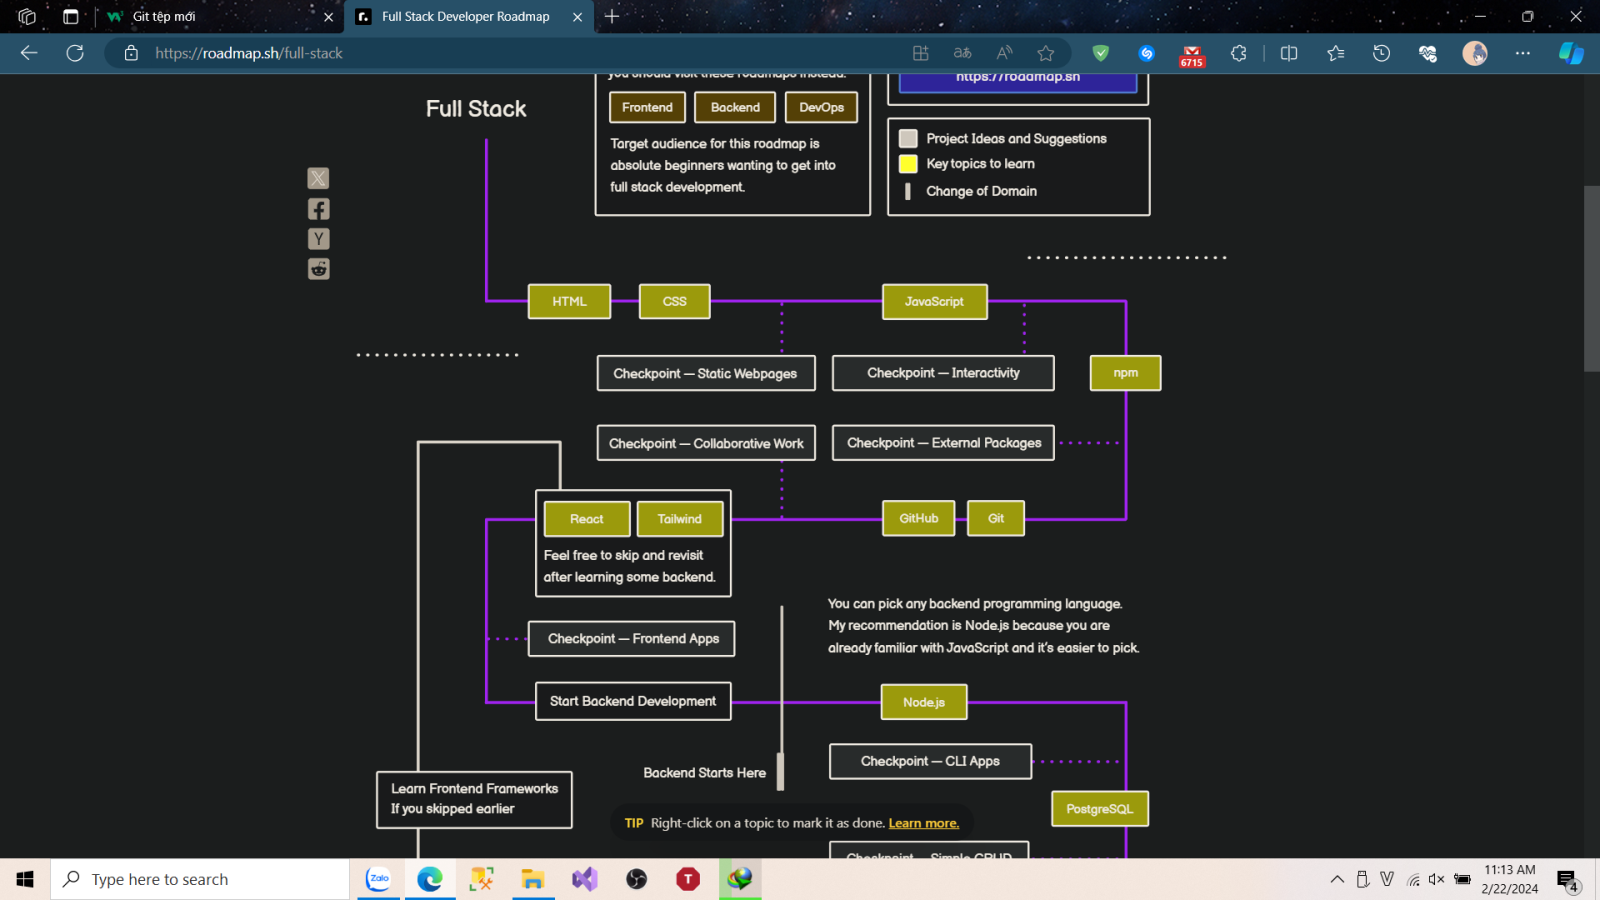 Git tệp mới
Full Stack Developer Roadmap
https://roadmap.sh/full-stack
6715
you should visit these roadmaps instead.
https://roadmap.sh
Full Stack
Frontend
Backend
DevOps
Target audience for this roadmap is
absolute beginners wanting to get into
full stack development.
Project Ideas and Suggestions
Key topics to learn
Change of Domain
HTML
CSS
JavaScript
Checkpoint — Static Webpages
Checkpoint — Interactivity
npm
Checkpoint — Collaborative Work
Checkpoint — External Packages
React
Tailwind
GitHub
Git
Feel free to skip and revisit
after learning some backend.
You can pick any backend programming language.
My recommendation is Node.js because you are
already familiar with JavaScript and it's easier to pick.
Checkpoint — Frontend Apps
Start Backend Development
Node.js
Checkpoint — CLI Apps
Backend Starts Here
Learn Frontend Frameworks
If you skipped earlier
PostgreSQL
TIP Right-click on a topic to mark it as done. Learn more.
Checkpoint — Simple CRUD
Type here to search
Zalo
11:13 AM
2/22/2024
4